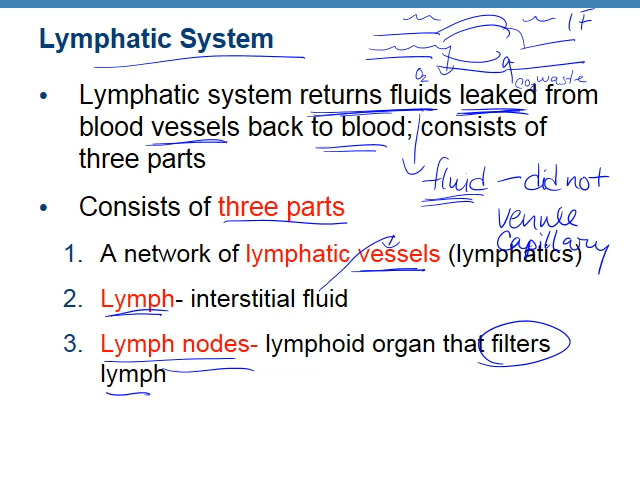 Lymphatic System
IF
O2
CO2 waste
• Lymphatic system returns fluids leaked from
blood vessels back to blood; consists of
three parts
fluid - did not
venule
capillary
• Consists of three parts
1. A network of lymphatic vessels (lymphatics)
2. Lymph- interstitial fluid
3. Lymph nodes- lymphoid organ that filters
lymph